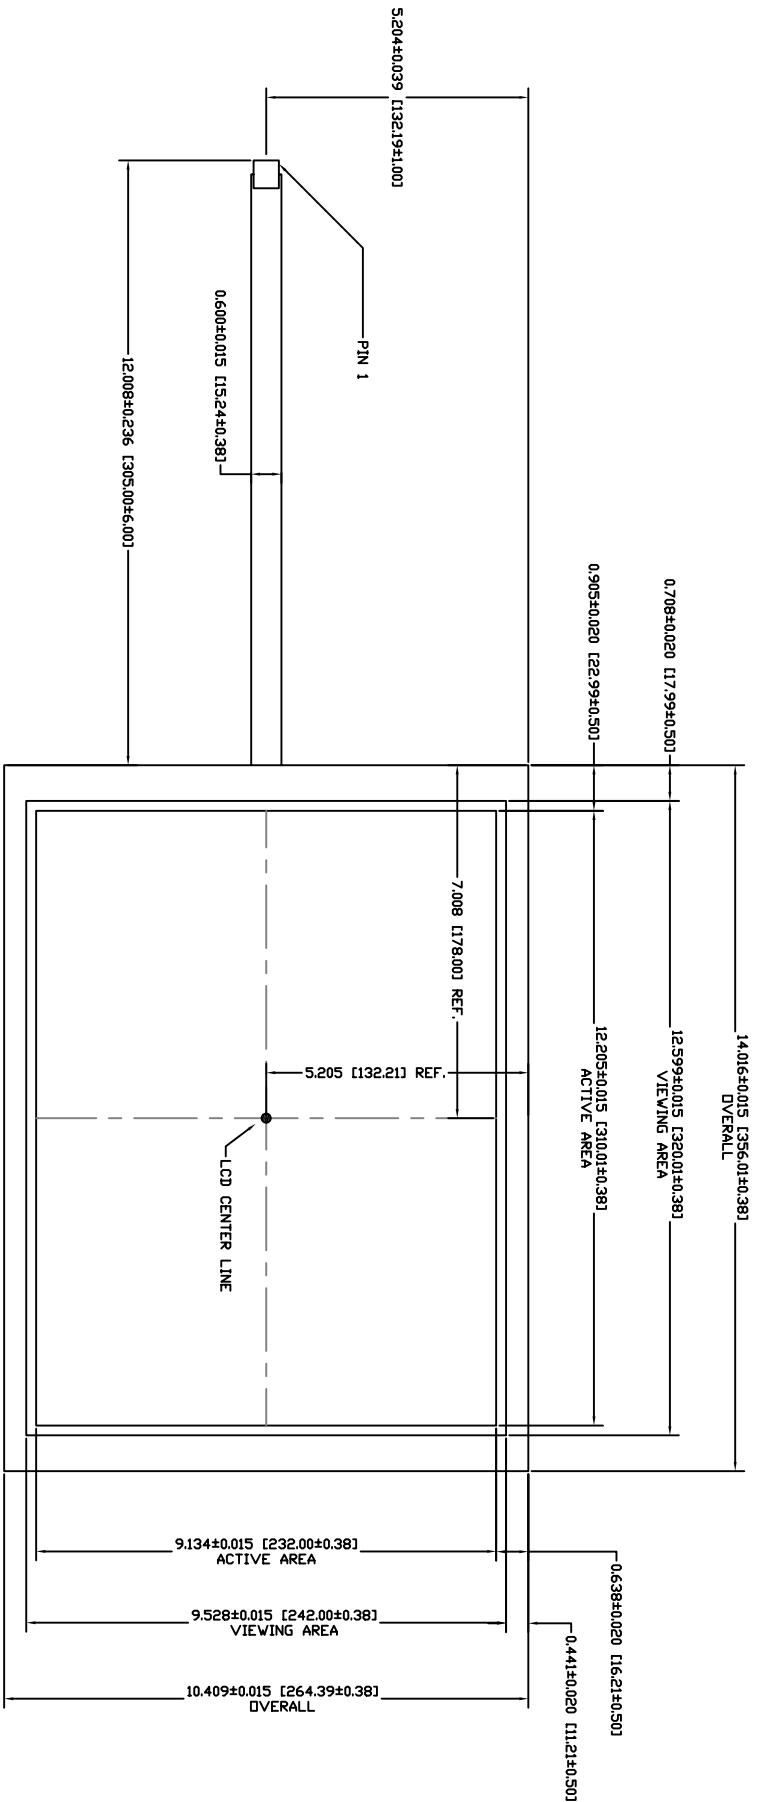 5.204±0.039 [132.19±1.00]
PIN 1
0.600±0.015 [15.24±0.38]
12.008±0.236 [305.00±6.00]
0.708±0.020 [17.99±0.50]
0.905±0.020 [22.99±0.50]
14.016±0.015 [356.01±0.38]
OVERALL
12.599±0.015 [320.01±0.38]
VIEWING AREA
12.205±0.015 [310.01±0.38]
ACTIVE AREA
7.008 [178.00] REF.
5.205 [132.21] REF.
LCD CENTER LINE
9.134±0.015 [232.00±0.38]
ACTIVE AREA
0.638±0.020 [16.21±0.50]
9.528±0.015 [242.00±0.38]
VIEWING AREA
0.441±0.020 [11.21±0.50]
10.409±0.015 [264.39±0.38]
OVERALL